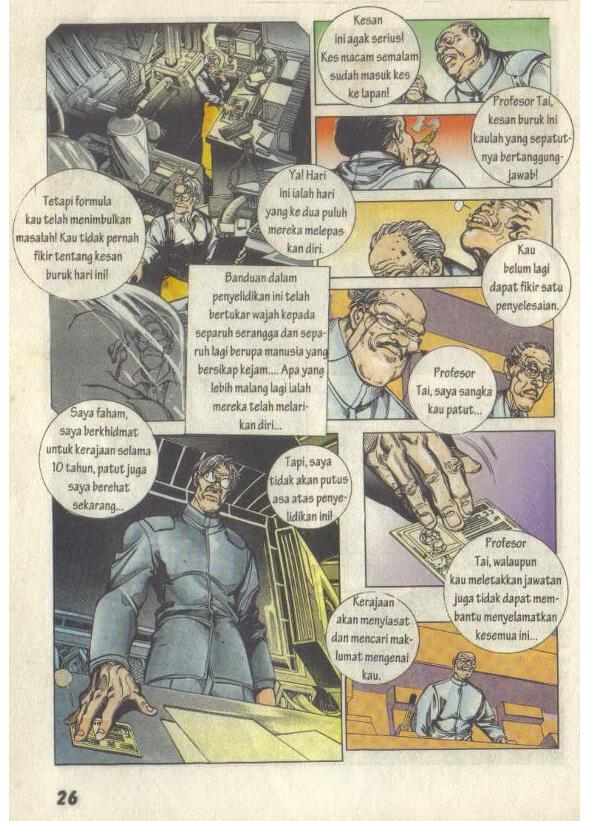 Kesan
ini agak serius!
Kes macam semalam
sudah masuk kes
ke lapan!
Profesor Tai,
kesan buruk ini
kaulah yang sepatut-
nya bertanggung-
jawab!
Ya! Hari
ini ialah hari
yang ke dua puluh
mereka melepas
kan diri.
Tetapi formula
kau telah menimbulkan
masalah! Kau tidak pernah
fikir tentang kesan
buruk hari ini!
Kau
belum lagi
dapat fikir satu
penyelesaian.
Banduan dalam
penyelidikan ini telah
bertukar wajah kepada
separuh serangga dan sepa-
ruh lagi berupa manusia yang
bersikap kejam.... Apa yang
lebih malang lagi ialah
mereka telah melari-
kan diri...
Profesor
Tai, saya sangka
kau patut...
Saya faham,
saya berkhidmat
untuk kerajaan selama
10 tahun, patut juga
saya berehat
sekarang...
Tapi, saya
tidak akan putus
asa atas penye-
lidikan ini!
Profesor
Tai, walaupun
kau meletakkan jawatan
juga tidak dapat mem-
bantu menyelamatkan
kesemua ini...
Kerajaan
akan menyiasat
dan mencari mak-
lumat mengenai
kau.
26